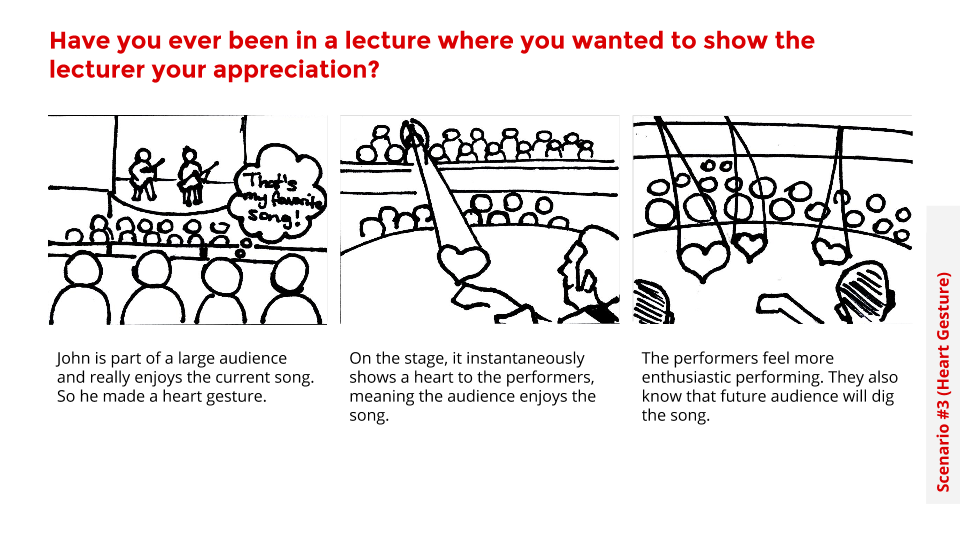 Have you ever been in a lecture where you wanted to show the
lecturer your appreciation?
That's
my favorite
song!
John is part of a large audience
and really enjoys the current song.
So he made a heart gesture.
On the stage, it instantaneously
shows a heart to the performers,
meaning the audience enjoys the
song.
The performers feel more
enthusiastic performing. They also
know that future audience will dig
the song.
Scenario #3 (Heart Gesture)